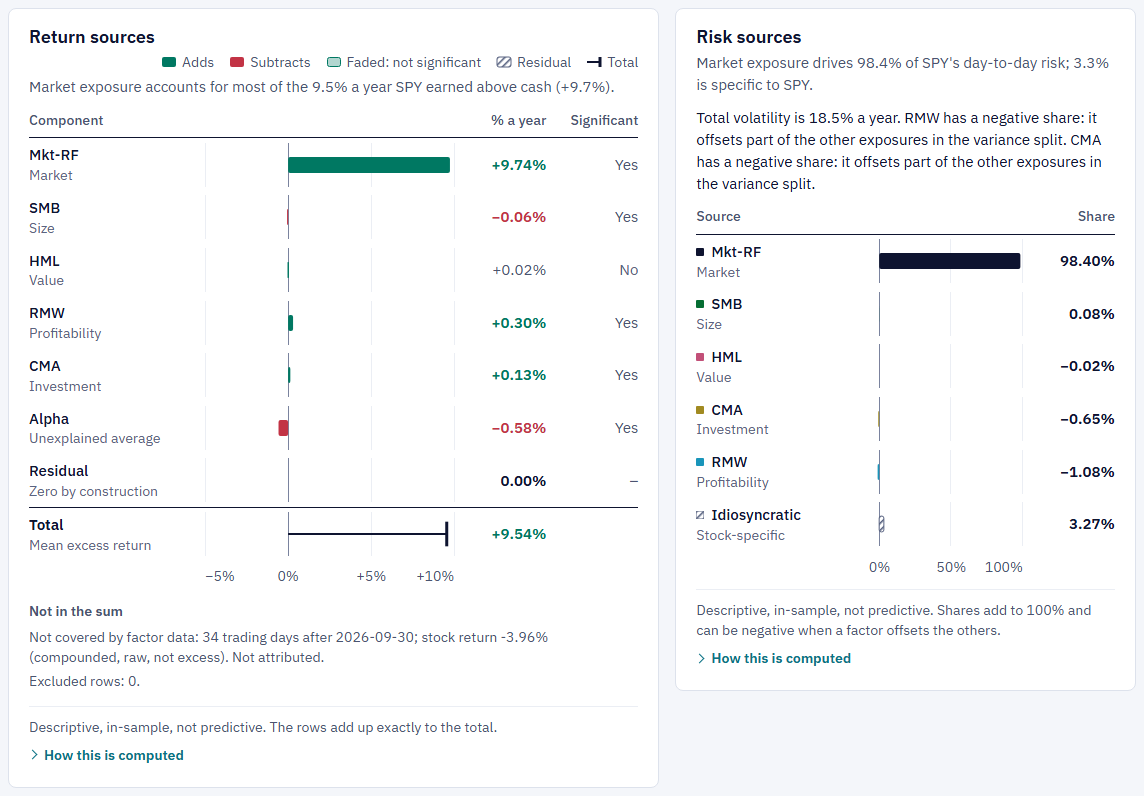 Return sources
Adds Subtracts Faded: not significant Residual Total
Market exposure accounts for most of the 9.5% a year SPY earned above cash (+9.7%).
Component % a year Significant
Mkt-RF
Market
+9.74% Yes
SMB
Size
−0.06% Yes
HML
Value
+0.02% No
RMW
Profitability
+0.30% Yes
CMA
Investment
+0.13% Yes
Alpha
Unexplained average
−0.58% Yes
Residual
Zero by construction
0.00% –
Total
Mean excess return
+9.54%
−5% 0% +5% +10%
Not in the sum
Not covered by factor data: 34 trading days after 2026-09-30; stock return -3.96%
(compounded, raw, not excess). Not attributed.
Excluded rows: 0.
Descriptive, in-sample, not predictive. The rows add up exactly to the total.
How this is computed
Risk sources
Market exposure drives 98.4% of SPY's day-to-day risk; 3.3%
is specific to SPY.
Total volatility is 18.5% a year. RMW has a negative share: it
offsets part of the other exposures in the variance split. CMA
has a negative share: it offsets part of the other exposures in
the variance split.
Source Share
Mkt-RF
Market
98.40%
SMB
Size
0.08%
HML
Value
−0.02%
CMA
Investment
−0.65%
RMW
Profitability
−1.08%
Idiosyncratic
Stock-specific
3.27%
0% 50% 100%
Descriptive, in-sample, not predictive. Shares add to 100% and
can be negative when a factor offsets the others.
How this is computed